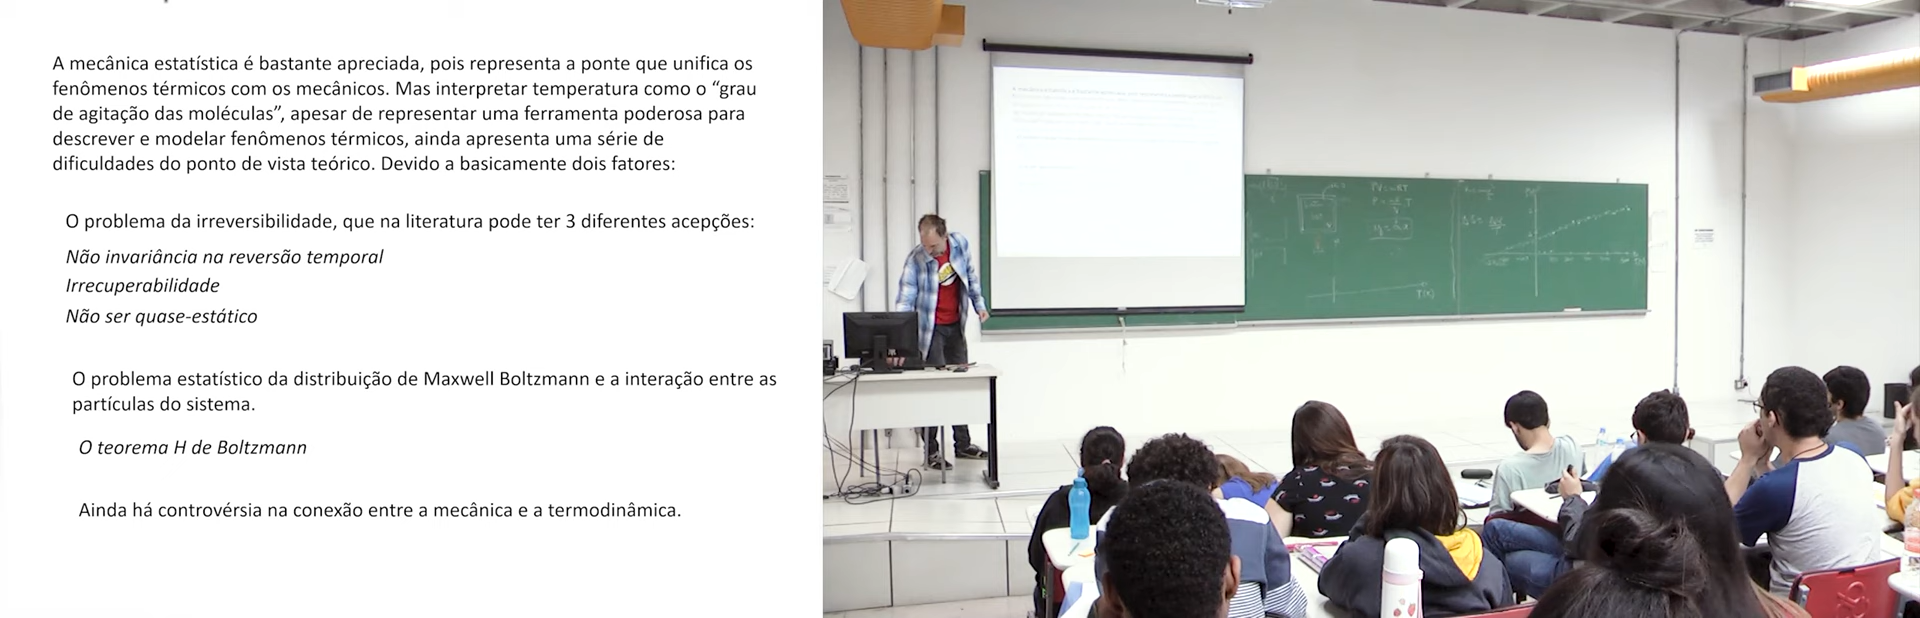 A mecânica estatística é bastante apreciada, pois representa a ponte que unifica os
fenômenos térmicos com os mecânicos. Mas interpretar temperatura como o “grau
de agitação das moléculas”, apesar de representar uma ferramenta poderosa para
descrever e modelar fenômenos térmicos, ainda apresenta uma série de
dificuldades do ponto de vista teórico. Devido a basicamente dois fatores:
O problema da irreversibilidade, que na literatura pode ter 3 diferentes acepções:
Não invariância na reversão temporal
Irrecuperabilidade
Não ser quase-estático
O problema estatístico da distribuição de Maxwell Boltzmann e a interação entre as
partículas do sistema.
O teorema H de Boltzmann
Ainda há controvérsia na conexão entre a mecânica e a termodinâmica.
PV=nRT
T(K)